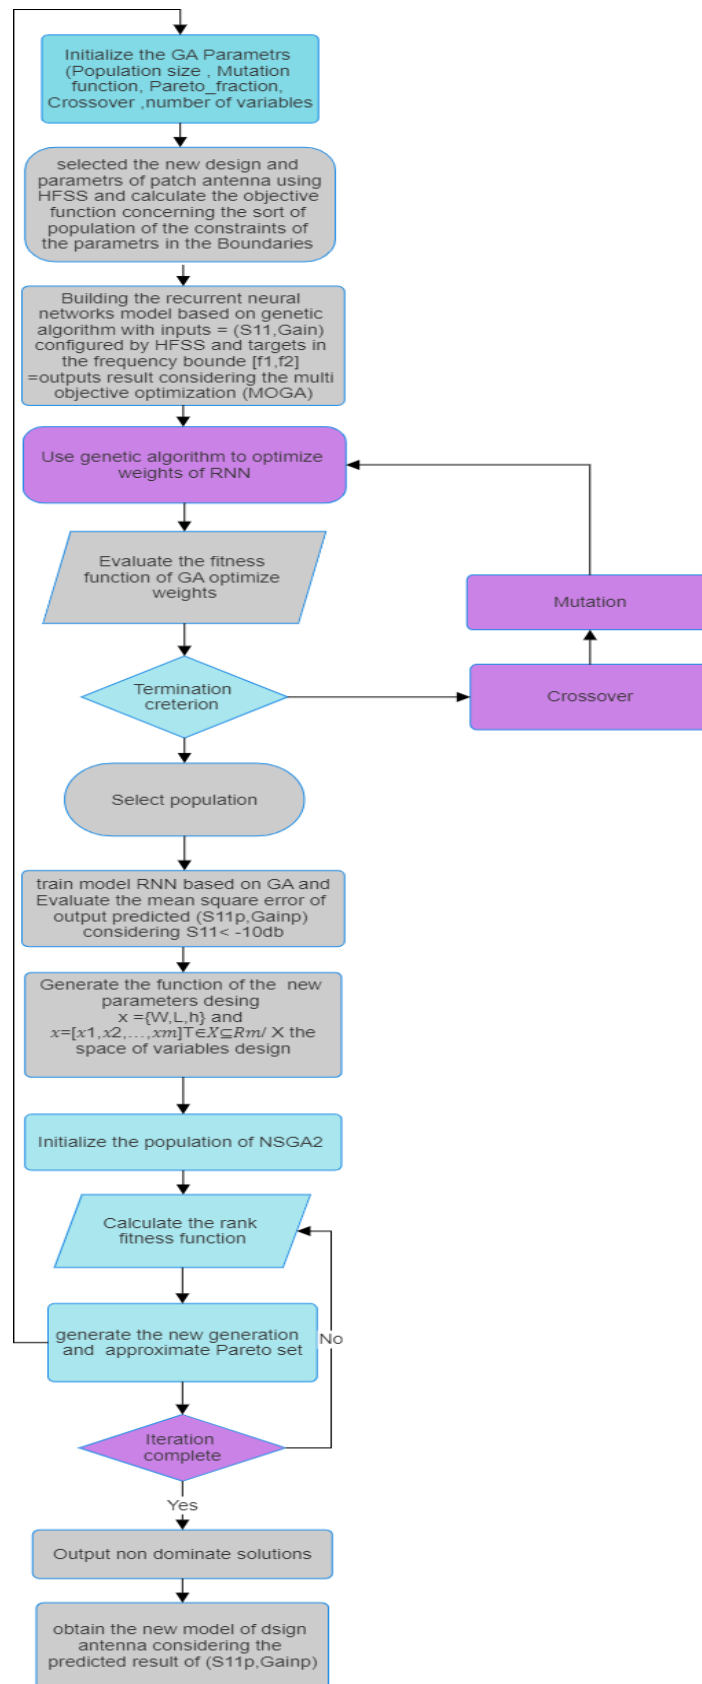 Initialize the GA Parametrs
(Population size , Mutation
function, Pareto_fraction,
Crossover ,number of variables
selected the new design and
parametrs of patch antenna using
HFSS and calculate the objective
function concerning the sort of
population of the constraints of
the parametrs in the Boundaries
Building the recurrent neural
networks model based on genetic
algorithm with inputs = (S11,Gain)
configured by HFSS and targets in
the frequency bounde [f1,f2]
=outputs result considering the multi
objective optimization (MOGA)
Use genetic algorithm to optimize
weights of RNN
Evaluate the fitness
function of GA optimize
weights
Mutation
Termination
creterion
Crossover
Select population
train model RNN based on GA and
Evaluate the mean square error of
output predicted (S11p,Gainp)
considering S11< -10db
Generate the function of the new
parameters desing
x ={W,L,h} and
𝑥=[𝑥1,𝑥2,…,𝑥𝑚]T∈𝑋⊆𝑅𝑚/ X the
space of variables design
Initialize the population of NSGA2
Calculate the rank
fitness function
generate the new generation
and approximate Pareto set
No
Iteration
complete
Yes
Output non dominate solutions
obtain the new model of dsign
antenna considering the
predicted result of (S11p,Gainp)